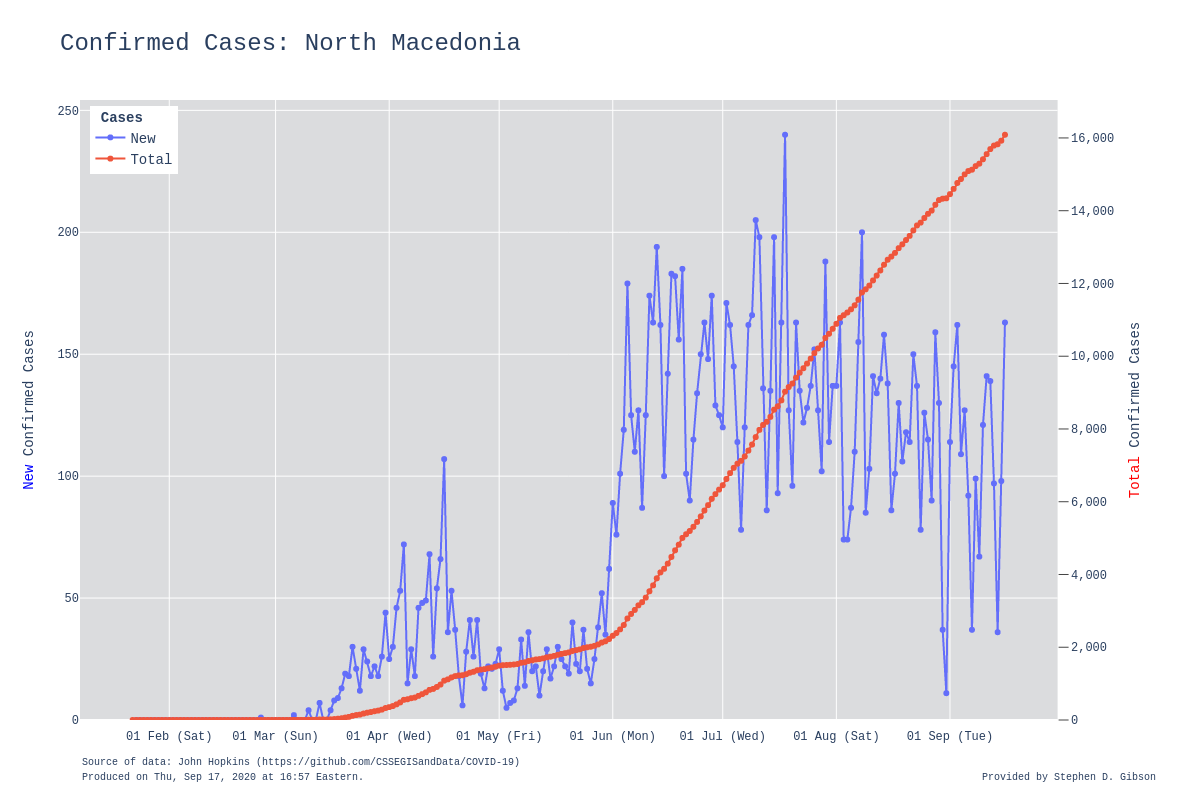 Confirmed Cases: North Macedonia
Cases
New
Total
250
200
150
100
50
0
16,000
14,000
12,000
10,000
8,000
6,000
4,000
2,000
0
New Confirmed Cases
Total Confirmed Cases
01 Feb (Sat) 01 Mar (Sun) 01 Apr (Wed) 01 May (Fri) 01 Jun (Mon) 01 Jul (Wed) 01 Aug (Sat) 01 Sep (Tue)
Source of data: John Hopkins (https://github.com/CSSEGISandData/COVID-19)
Produced on Thu, Sep 17, 2020 at 16:57 Eastern.
Provided by Stephen D. Gibson